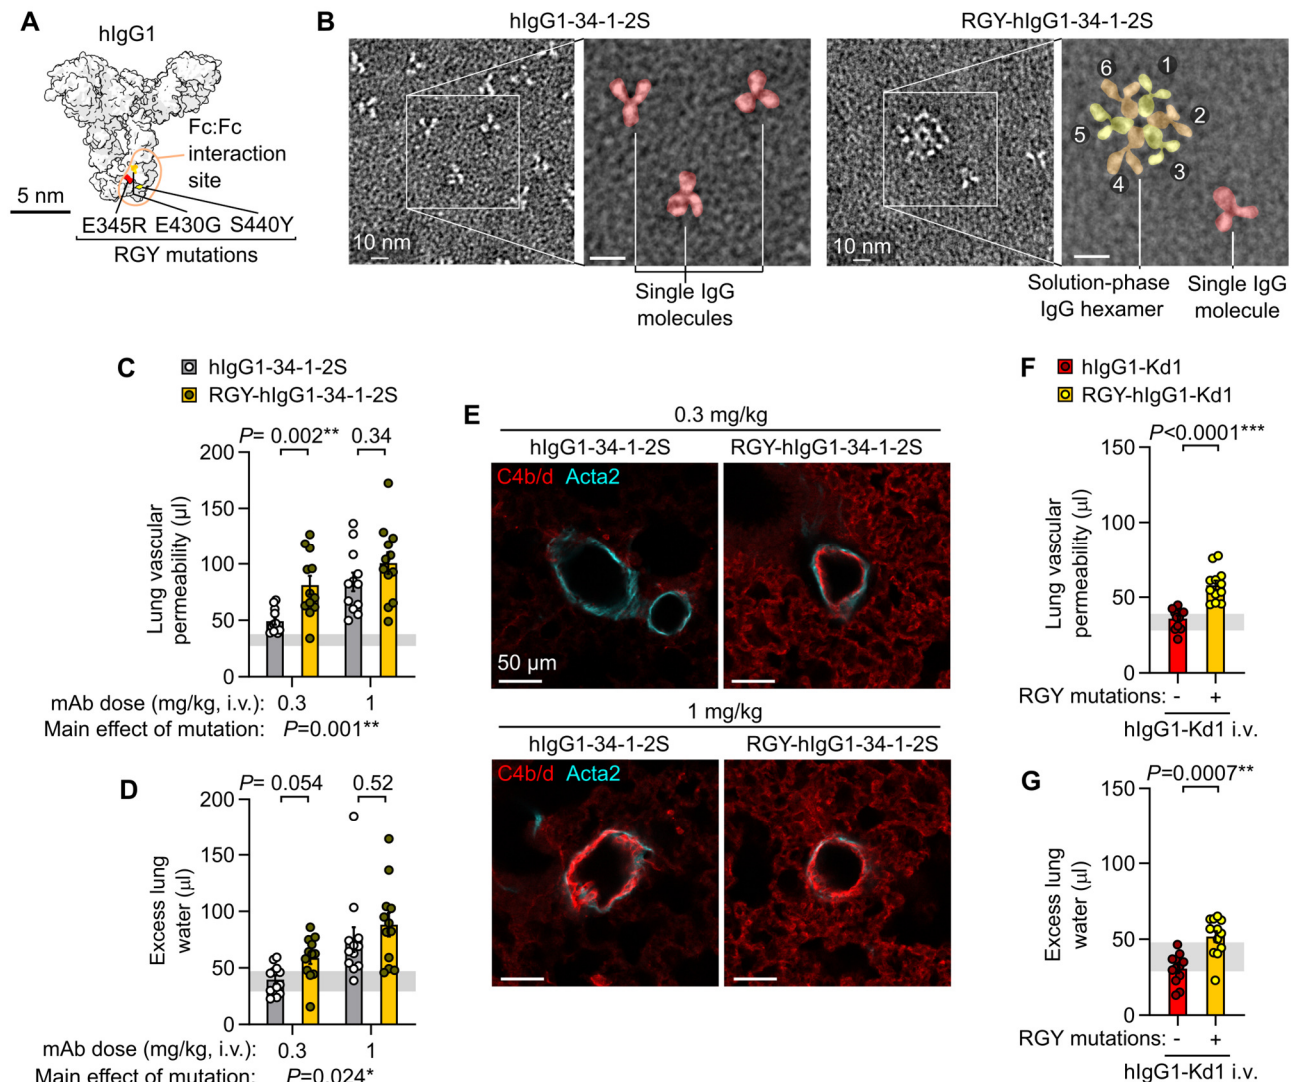 A
hIgG1
Fc:Fc
interaction
site
5 nm
E345R E430G S440Y
RGY mutations
B
hIgG1-34-1-2S
RGY-hIgG1-34-1-2S
10 nm
Single IgG
molecules
10 nm
1
2
3
4
5
6
Solution-phase
IgG hexamer
Single IgG
molecule
C
hIgG1-34-1-2S
RGY-hIgG1-34-1-2S
P= 0.002** 0.34
Lung vascular
permeability (µl)
200
150
100
50
0
mAb dose (mg/kg, i.v.): 0.3 1
Main effect of mutation: P=0.001**
D
P= 0.054 0.52
Excess lung
water (µl)
200
150
100
50
0
mAb dose (mg/kg, i.v.): 0.3 1
Main effect of mutation: P=0.024*
E
0.3 mg/kg
hIgG1-34-1-2S RGY-hIgG1-34-1-2S
C4b/d Acta2
50 µm
1 mg/kg
hIgG1-34-1-2S RGY-hIgG1-34-1-2S
C4b/d Acta2
F
hIgG1-Kd1
RGY-hIgG1-Kd1
P<0.0001***
Lung vascular
permeability (µl)
150
100
50
0
RGY mutations: - +
hIgG1-Kd1 i.v.
G
P=0.0007**
Excess lung
water (µl)
150
100
50
0
RGY mutations: - +
hIgG1-Kd1 i.v.